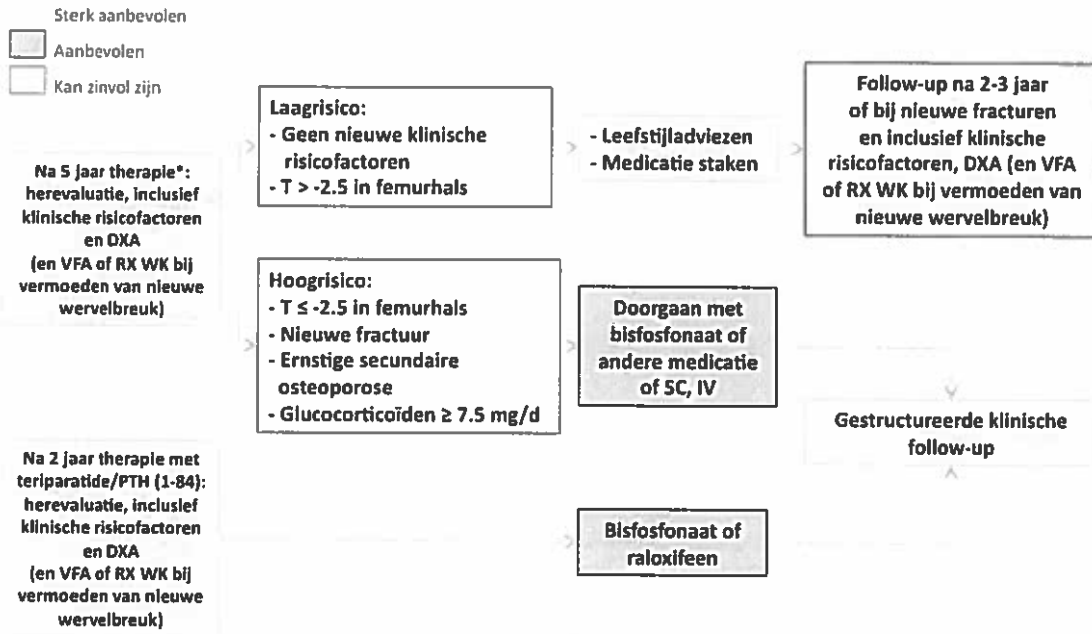 Sterk aanbevolen
Aanbevolen
Kan zinvol zijn
Na 5 jaar therapie*:
herevaluatie, inclusief
klinische risicofactoren
en DXA
(en VFA of RX WK bij
vermoeden van nieuwe
wervelbreuk)
Laagrisico:
- Geen nieuwe klinische
risicofactoren
- T > -2.5 in femurhals
- Leefstijladviezen
- Medicatie staken
Follow-up na 2-3 jaar
of bij nieuwe fracturen
en inclusief klinische
risicofactoren, DXA (en VFA
of RX WK bij vermoeden van
nieuwe wervelbreuk)
Hoogrisico:
- T ≤ -2.5 in femurhals
- Nieuwe fractuur
- Ernstige secundaire
osteoporose
- Glucocorticoïden ≥ 7.5 mg/d
Doorgaan met
bisfosfonaat of
andere medicatie
of SC, IV
Gestructureerde klinische
follow-up
Na 2 jaar therapie met
teriparatide/PTH (1-84):
herevaluatie, inclusief
klinische risicofactoren
en DXA
(en VFA of RX WK bij
vermoeden van nieuwe
wervelbreuk)
Bisfosfonaat of
raloxifeen